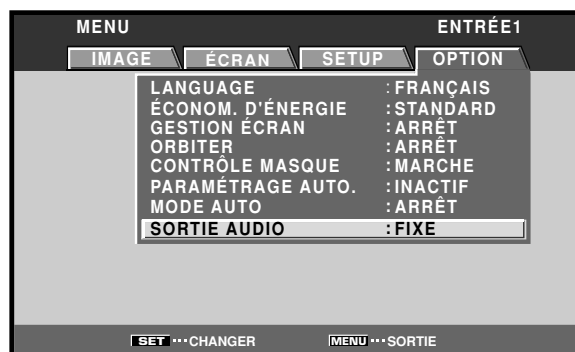 MENU ENTRÉE1
IMAGE ÉCRAN SETUP OPTION
LANGUAGE :FRANÇAIS
ÉCONOM. D'ÉNERGIE :STANDARD
GESTION ÉCRAN :ARRÊT
ORBITER :ARRÊT
CONTRÔLE MASQUE :MARCHE
PARAMÉTRAGE AUTO. :INACTIF
MODE AUTO :ARRÊT
SORTIE AUDIO :FIXE
SET ··· CHANGER MENU ··· SORTIE